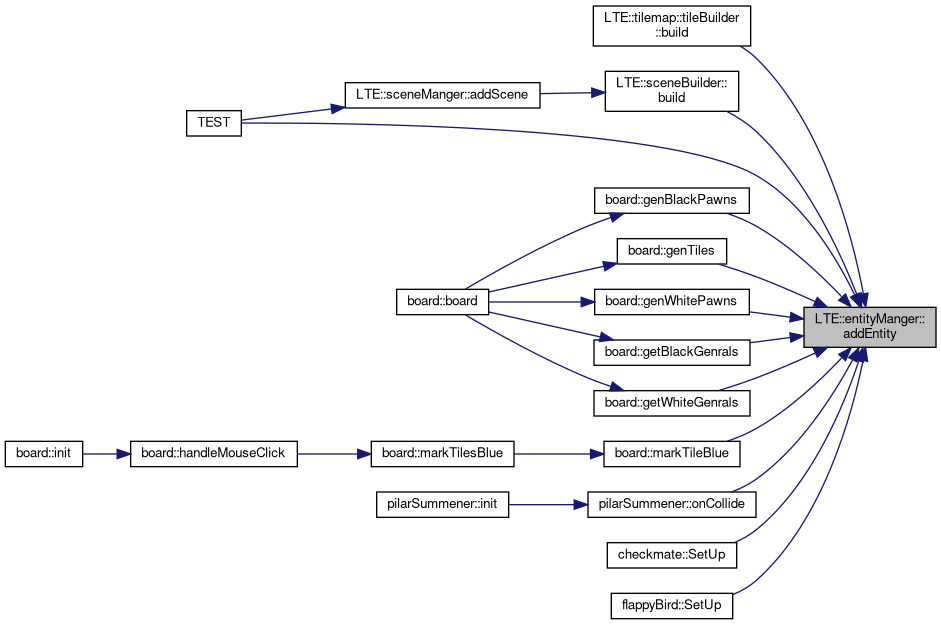 LTE::tilemap::tileBuilder
::build
LTE::sceneBuilder::
build
LTE::sceneManger::addScene
TEST
board::genBlackPawns
board::genTiles
board::board
board::genWhitePawns
LTE::entityManger::
addEntity
board::getBlackGenrals
board::getWhiteGenrals
board::init
board::handleMouseClick
board::markTilesBlue
board::markTileBlue
pilarSummener::init
pilarSummener::onCollide
checkmate::SetUp
flappyBird::SetUp